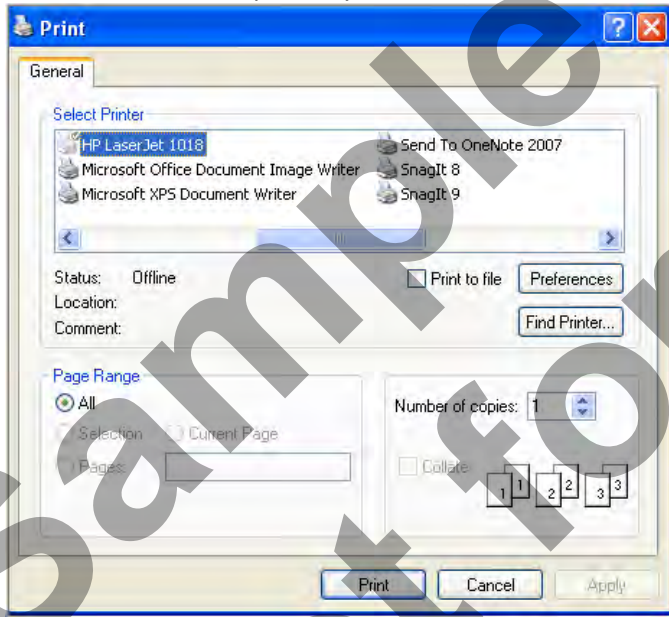 Print
General
Select Printer
HP LaserJet 1018 Send To OneNote 2007
Microsoft Office Document Image Writer SnagIt 8
Microsoft XPS Document Writer SnagIt 9
Status: Offline Print to file Preferences
Location:
Comment: Find Printer...
Page Range
All
Selection Current Page
Pages:
Number of copies: 1
Collate
1 1 2 2 3 3
Print Cancel Apply
Sample